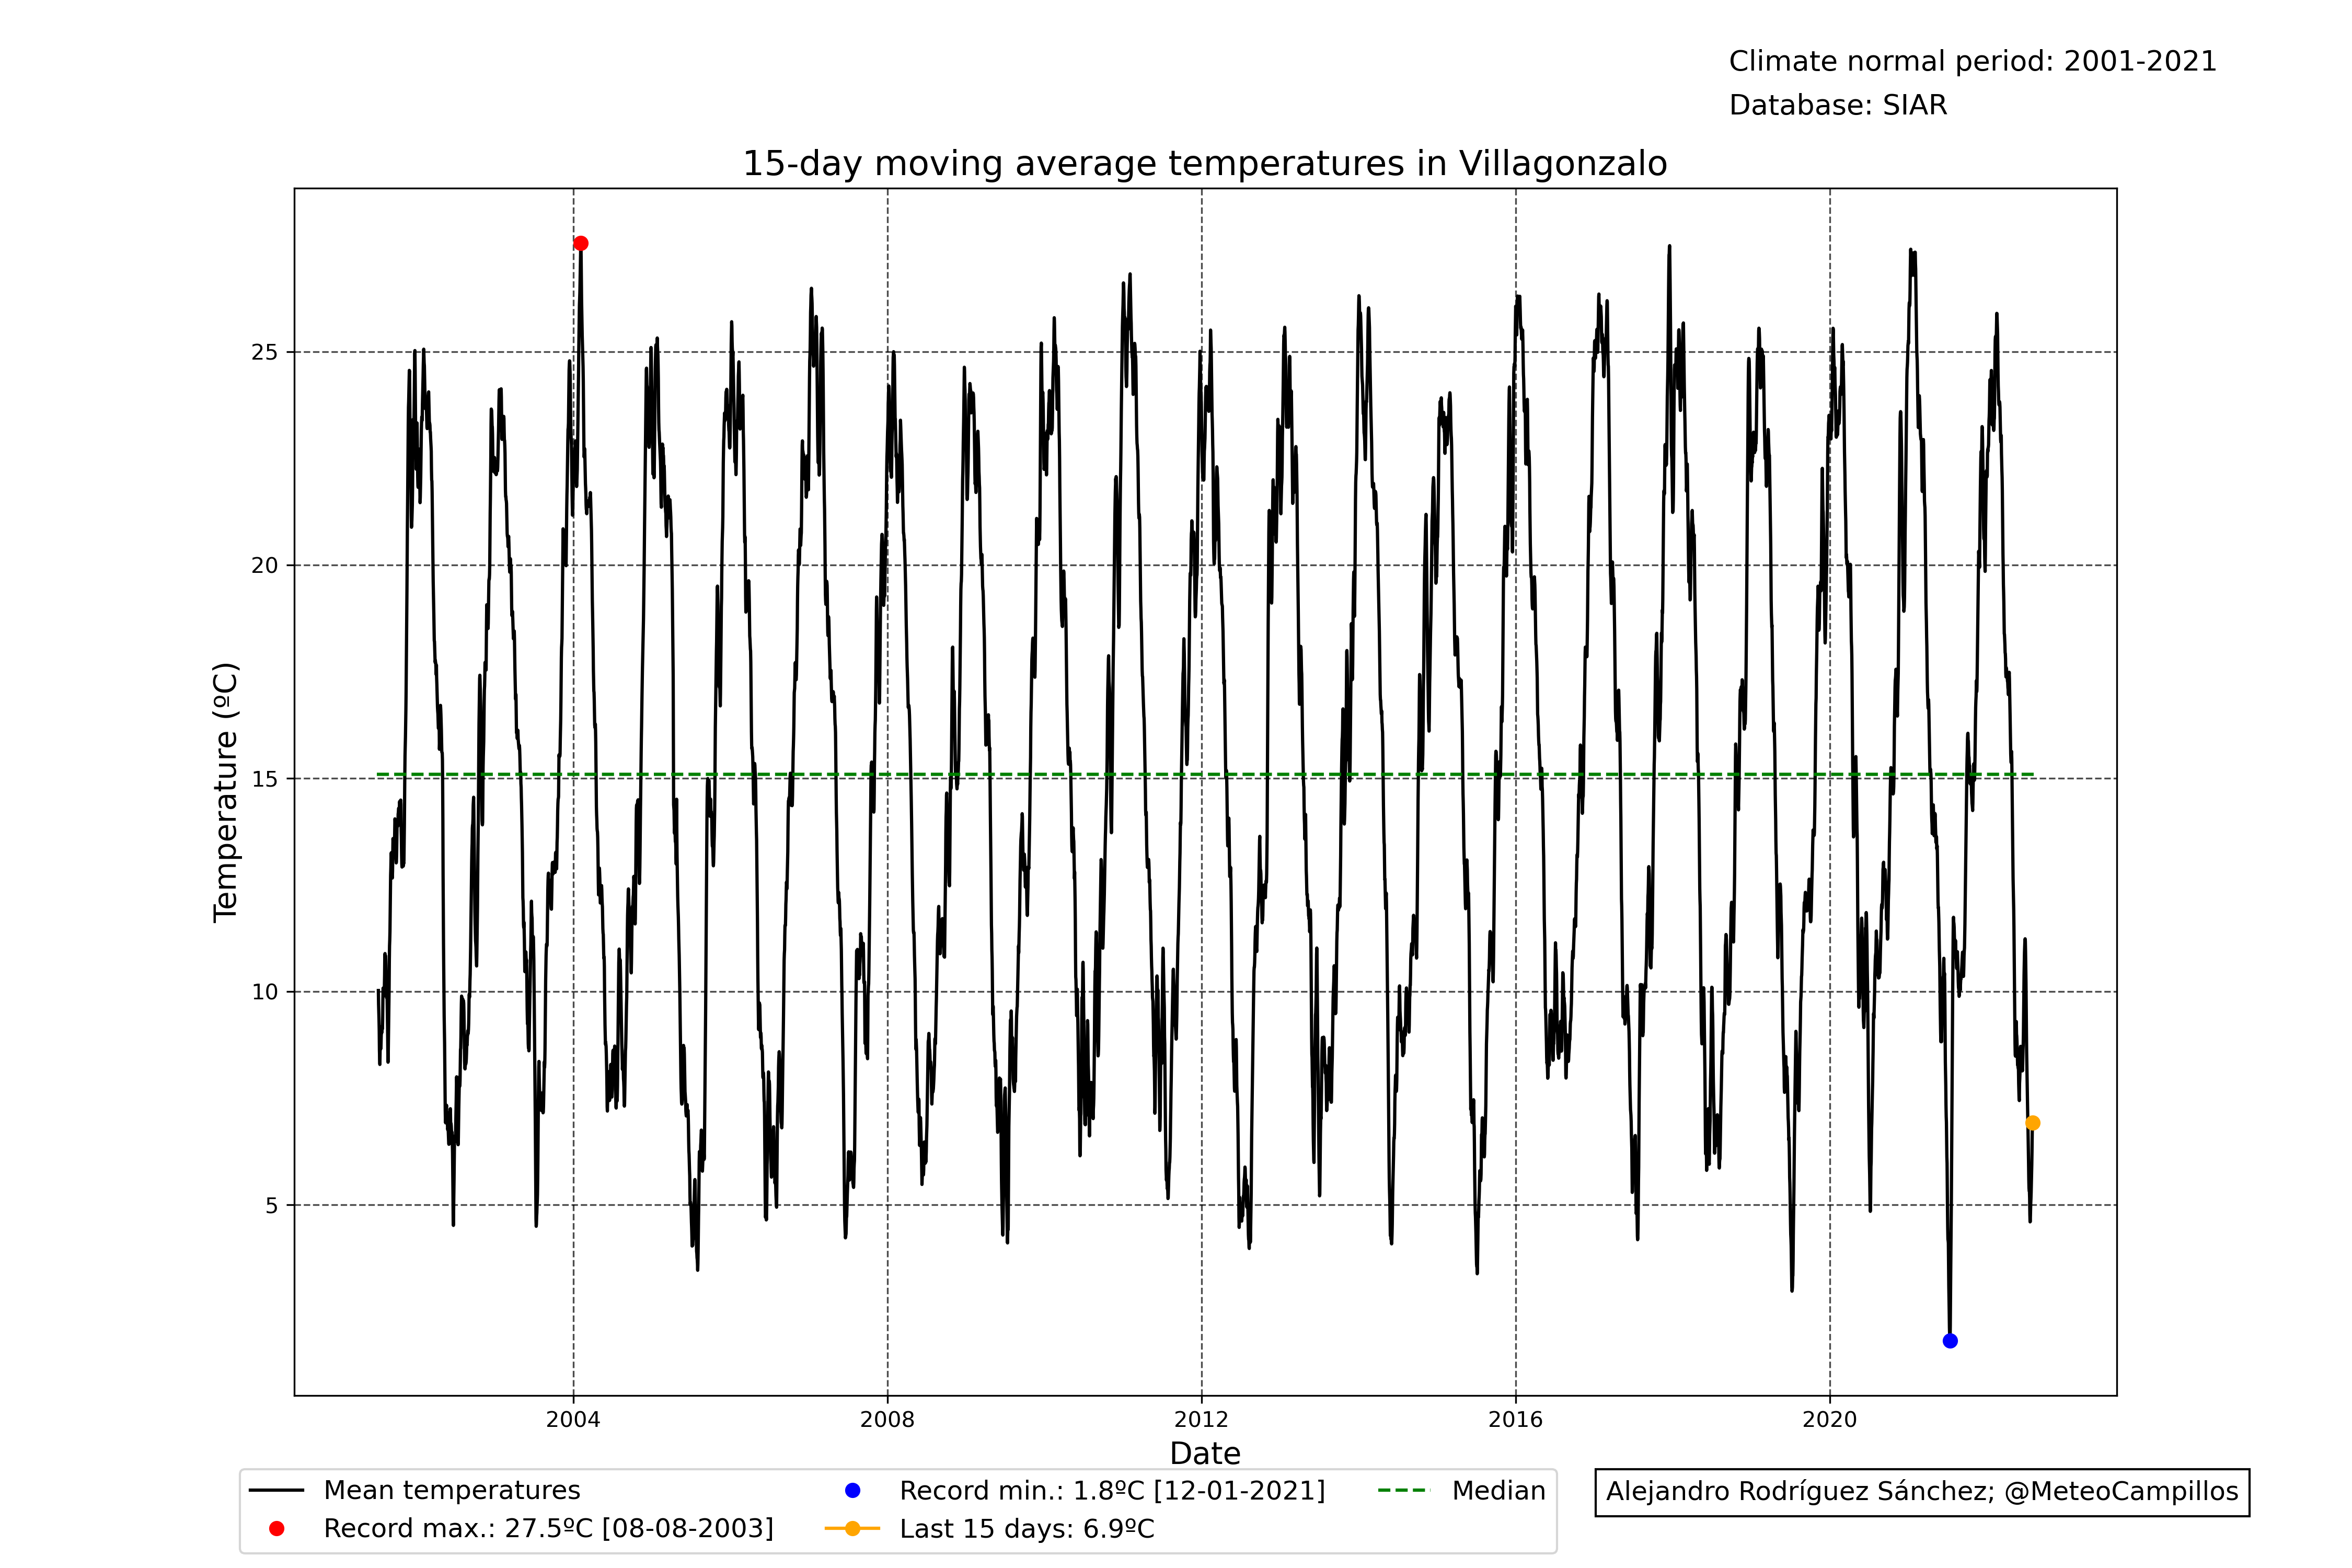 Climate normal period: 2001-2021
Database: SIAR
15-day moving average temperatures in Villagonzalo
Temperature (ºC)
25
20
15
10
5
2004
2008
2012
2016
2020
Date
Mean temperatures
Record max.: 27.5ºC [08-08-2003]
Record min.: 1.8ºC [12-01-2021]
Last 15 days: 6.9ºC
Median
Alejandro Rodríguez Sánchez; @MeteoCampillos